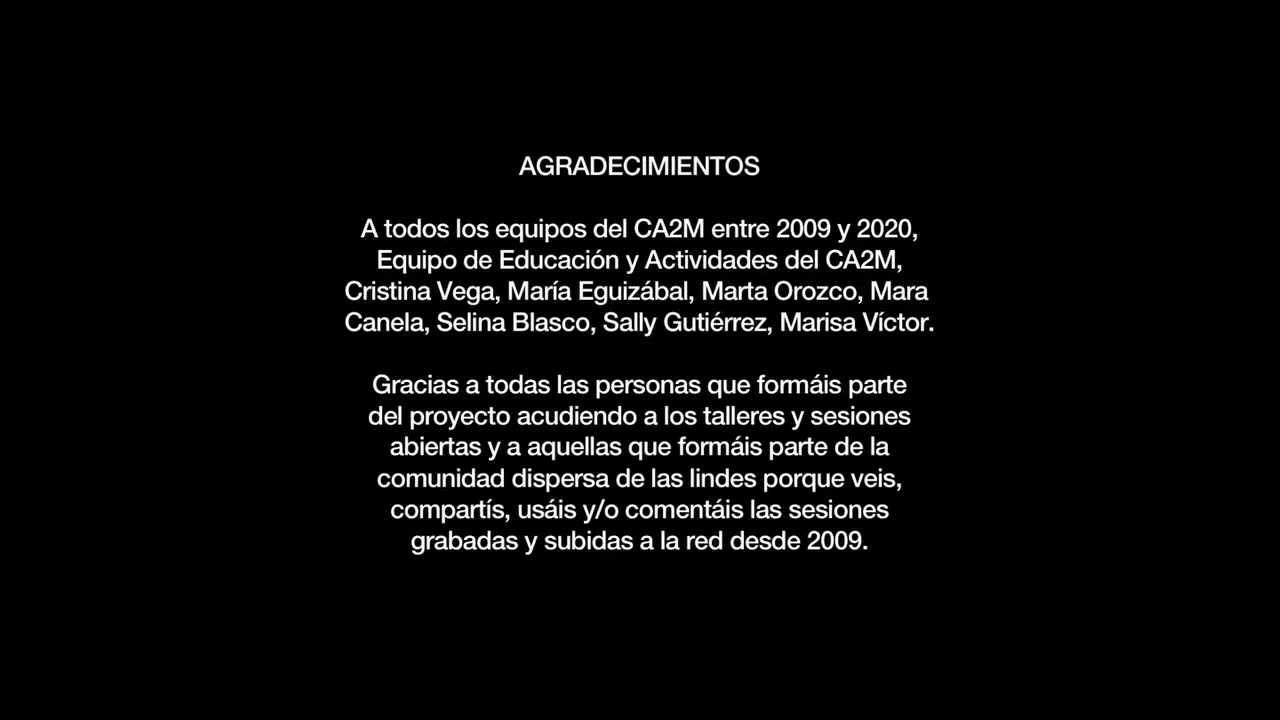 AGRADECIMIENTOS
A todos los equipos del CA2M entre 2009 y 2020,
Equipo de Educación y Actividades del CA2M,
Cristina Vega, María Eguizábal, Marta Orozco, Mara
Canela, Selina Blasco, Sally Gutiérrez, Marisa Víctor.
Gracias a todas las personas que formáis parte
del proyecto acudiendo a los talleres y sesiones
abiertas y a aquellas que formáis parte de la
comunidad dispersa de las lindes porque veis,
compartís, usáis y/o comentáis las sesiones
grabadas y subidas a la red desde 2009.